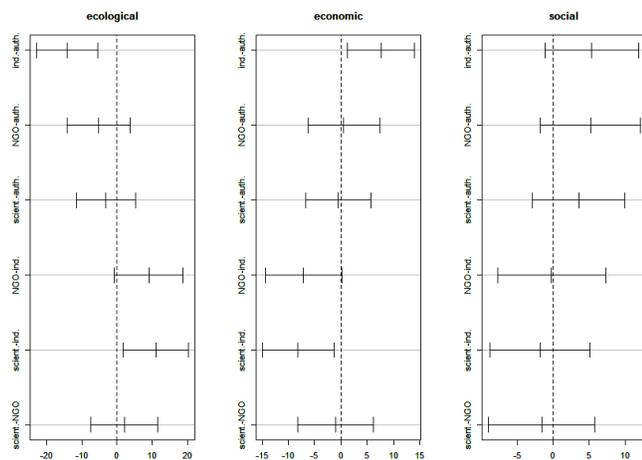 ecological economic social
ind.-auth. ind.-auth. ind.-auth.
NGO-auth. NGO-auth. NGO-auth.
scient.-auth. scient.-auth. scient.-auth.
NGO-ind. NGO-ind. NGO-ind.
scient.-ind. scient.-ind. scient.-ind.
scient.-NGO scient.-NGO scient.-NGO
-20 -10 0 10 20 -15 -10 -5 0 5 10 15 -5 0 5 10